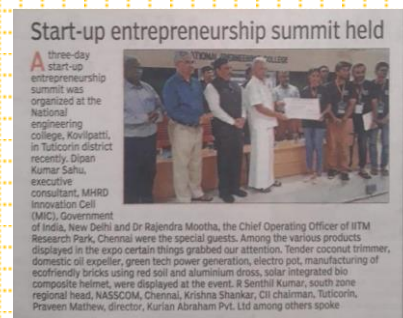 Start-up entrepreneurship summit held
NATIONAL ENGINEERING COLLEGE
A three-day
start-up
entrepreneurship
summit was
organized at the
National
engineering
college, Kovilpatti,
in Tuticorin district
recently. Dipan
Kumar Sahu,
executive
consultant, MHRD
Innovation Cell
(MIC), Government
of India, New Delhi and Dr Rajendra Mootha, the Chief Operating Officer of IITM
Research Park, Chennai were the special guests. Among the various products
displayed in the expo certain things grabbed our attention. Tender coconut trimmer,
domestic oil expeller, green tech power generation, electro pot, manufacturing of
ecofriendly bricks using red soil and aluminium dross, solar integrated bio
composite helmet, were displayed at the event. R Senthil Kumar, south zone
regional head, NASSCOM, Chennai, Krishna Shankar, CII chairman, Tuticorin,
Praveen Mathew, director, Kurian Abraham Pvt. Ltd among others spoke